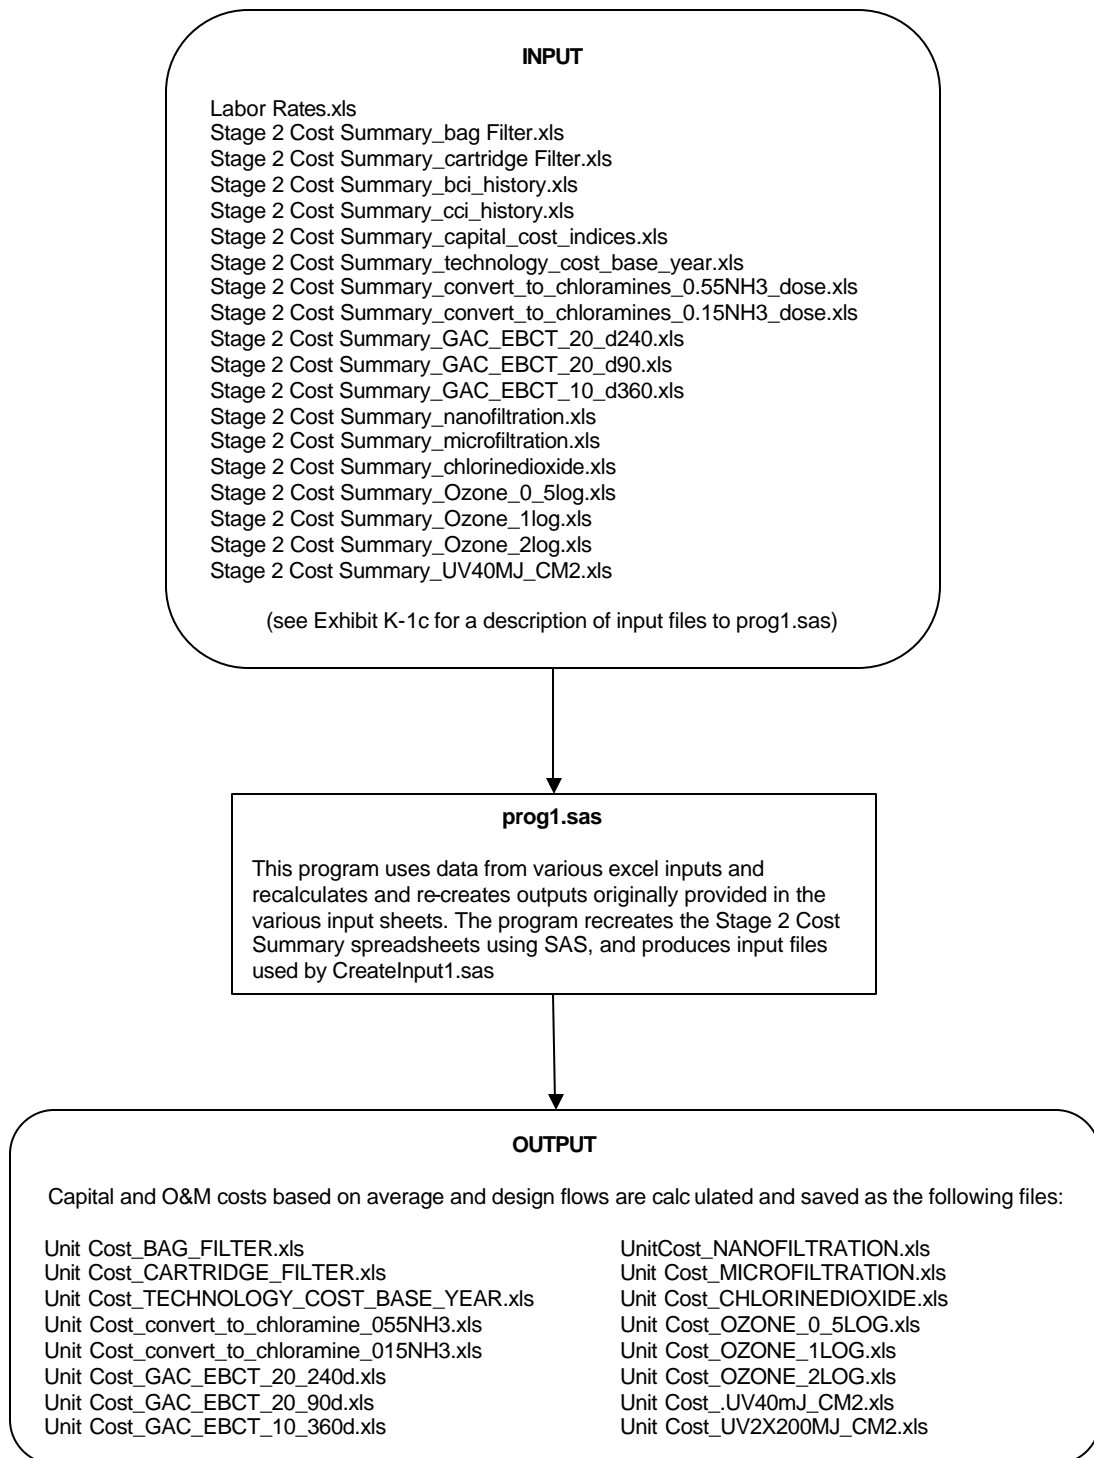 INPUT
Labor Rates.xls
Stage 2 Cost Summary_bag Filter.xls
Stage 2 Cost Summary_cartridge Filter.xls
Stage 2 Cost Summary_bci_history.xls
Stage 2 Cost Summary_cci_history.xls
Stage 2 Cost Summary_capital_cost_indices.xls
Stage 2 Cost Summary_technology_cost_base_year.xls
Stage 2 Cost Summary_convert_to_chloramines_0.55NH3_dose.xls
Stage 2 Cost Summary_convert_to_chloramines_0.15NH3_dose.xls
Stage 2 Cost Summary_GAC_EBCT_20_d240.xls
Stage 2 Cost Summary_GAC_EBCT_20_d90.xls
Stage 2 Cost Summary_GAC_EBCT_10_d360.xls
Stage 2 Cost Summary_nanofiltration.xls
Stage 2 Cost Summary_microfiltration.xls
Stage 2 Cost Summary_chlorinedioxide.xls
Stage 2 Cost Summary_Ozone_0_5log.xls
Stage 2 Cost Summary_Ozone_1log.xls
Stage 2 Cost Summary_Ozone_2log.xls
Stage 2 Cost Summary_UV40MJ_CM2.xls
(see Exhibit K-1c for a description of input files to prog1.sas)
prog1.sas
This program uses data from various excel inputs and
recalculates and re-creates outputs originally provided in the
various input sheets. The program recreates the Stage 2 Cost
Summary spreadsheets using SAS, and produces input files
used by CreateInput1.sas
OUTPUT
Capital and O&M costs based on average and design flows are calc ulated and saved as the following files:
Unit Cost_BAG_FILTER.xls
Unit Cost_CARTRIDGE_FILTER.xls
Unit Cost_TECHNOLOGY_COST_BASE_YEAR.xls
Unit Cost_convert_to_chloramine_055NH3.xls
Unit Cost_convert_to_chloramine_015NH3.xls
Unit Cost_GAC_EBCT_20_240d.xls
Unit Cost_GAC_EBCT_20_90d.xls
Unit Cost_GAC_EBCT_10_360d.xls
UnitCost_NANOFILTRATION.xls
Unit Cost_MICROFILTRATION.xls
Unit Cost_CHLORINEDIOXIDE.xls
Unit Cost_OZONE_0_5LOG.xls
Unit Cost_OZONE_1LOG.xls
Unit Cost_OZONE_2LOG.xls
Unit Cost_.UV40mJ_CM2.xls
Unit Cost_UV2X200MJ_CM2.xls